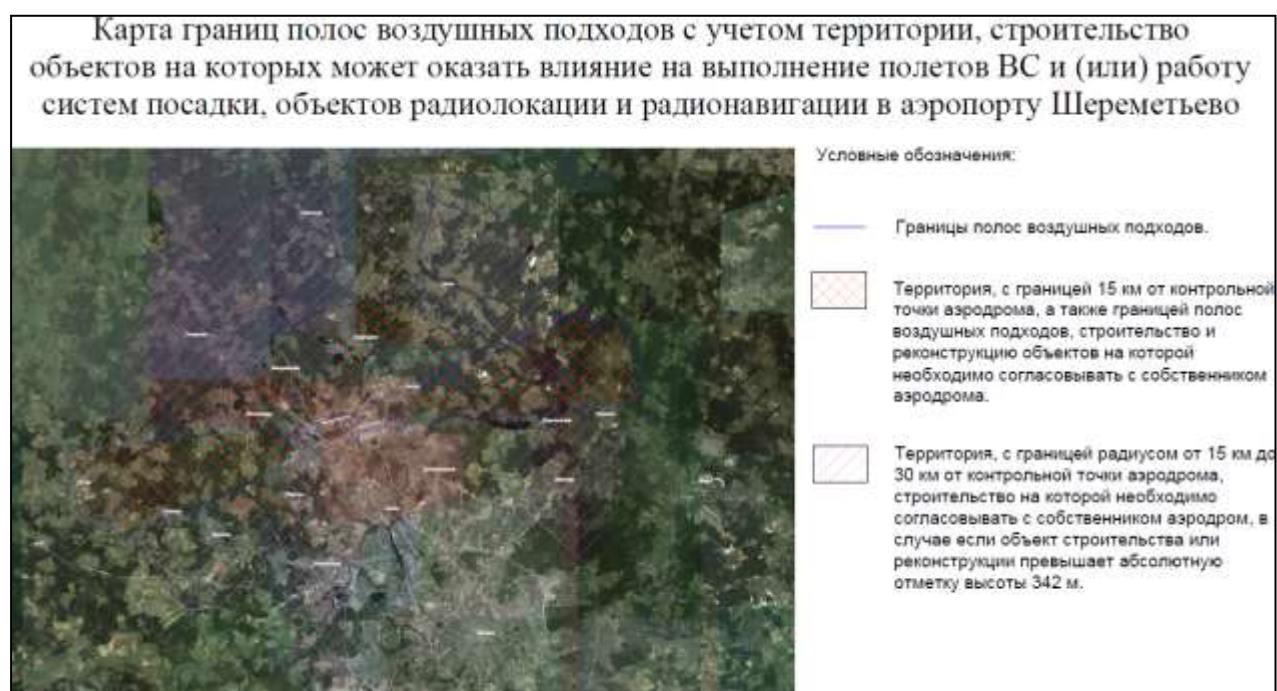 Карта границ полос воздушных подходов с учетом территории, строительство
объектов на которых может оказать влияние на выполнение полетов ВС и (или) работу
систем посадки, объектов радиолокации и радионавигации в аэропорту Шереметьево
Условные обозначения:
Границы полос воздушных подходов.
Территория, с границей 15 км от контрольной
точки аэродрома, а также границей полос
воздушных подходов, строительство и
реконструкцию объектов на которой
необходимо согласовывать с собственником
аэродрома.
Территория, с границей радиусом от 15 км до
30 км от контрольной точки аэродрома,
строительство на которой необходимо
согласовывать с собственником аэродром, в
случае если объект строительства или
реконструкции превышает абсолютную
отметку высоты 342 м.